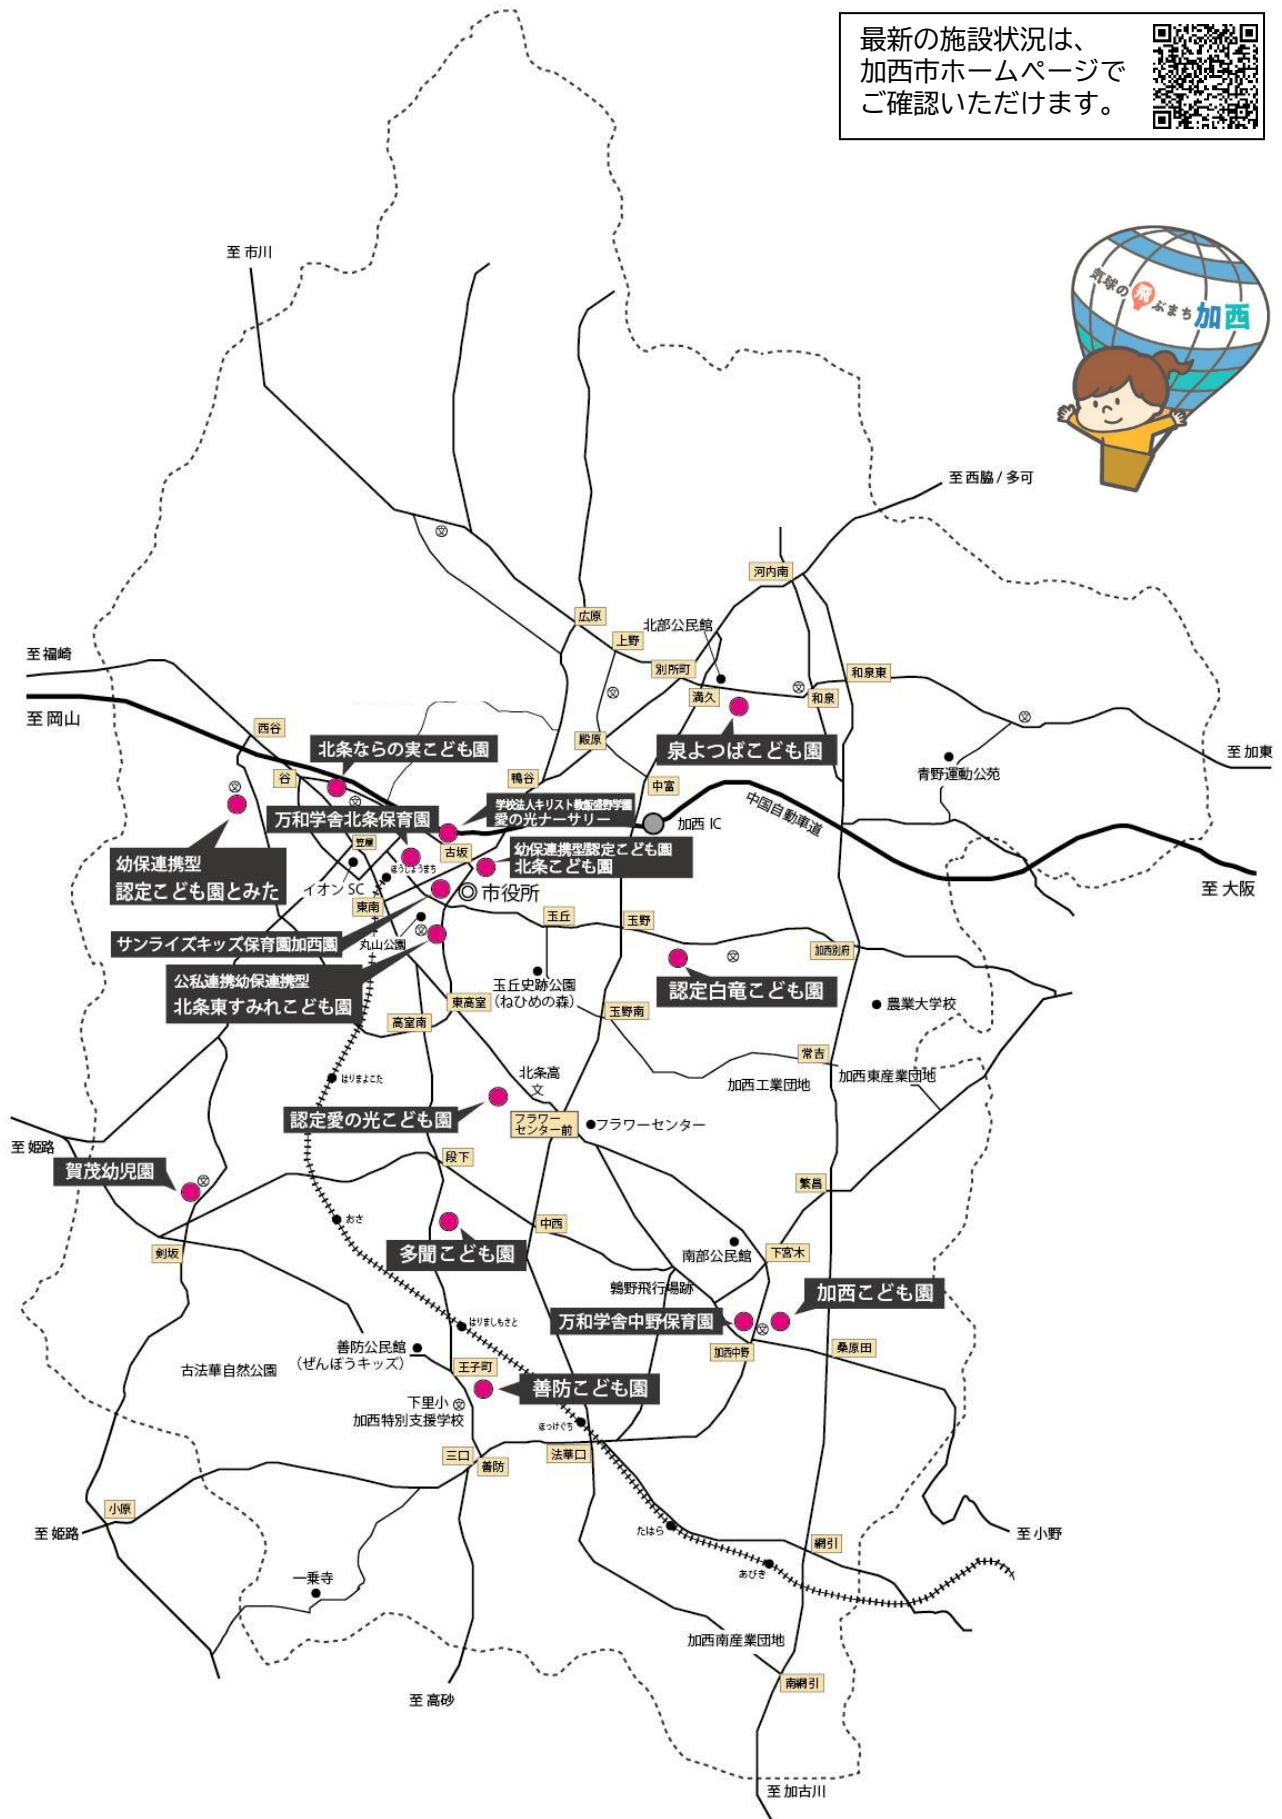 最新の施設状況は、
加西市ホームページで
ご確認いただけます。
気球の飛ぶまち加西
至 市川
至 西脇 / 多可
河内南
広原
北部公民館
上野
至 福崎
別所町
和泉東
満久
和泉
至 岡山
西谷
北条ならの実こども園
殿原
泉よつばこども園
至 加東
谷
鴨谷
中富
青野運動公苑
学校法人キリスト教飯盛野学園
愛の光ナーサリー
中国自動車道
万和学舎北条保育園
加西 IC
笠屋
古坂
幼保連携型認定こども園
北条こども園
幼保連携型
認定こども園とみた
ほうじょうまち
イオン SC
市役所
至 大阪
東南
玉丘
玉野
サンライズキッズ保育園加西園
丸山公園
加西別府
公私連携幼保連携型
北条東すみれこども園
玉丘史跡公園
（ねひめの森）
認定白竜こども園
東高室
農業大学校
高室南
玉野南
常吉
はりまよこた
北条高
文
加西工業団地
加西東産業団地
認定愛の光こども園
フラワー
センター前
フラワーセンター
至 姫路
段下
賀茂幼児園
繁昌
おさ
中西
剣坂
多聞こども園
南部公民館
下宮木
鶉野飛行場跡
加西こども園
はりましもさと
万和学舎中野保育園
善防公民館
（ぜんぼうキッズ）
加西中野
桑原田
古法華自然公園
王子町
善防こども園
下里小
加西特別支援学校
ほっけぐち
三口
善防
法華口
小原
至 姫路
たはら
至 小野
網引
あびき
一乗寺
加西南産業団地
南網引
至 高砂
至 加古川